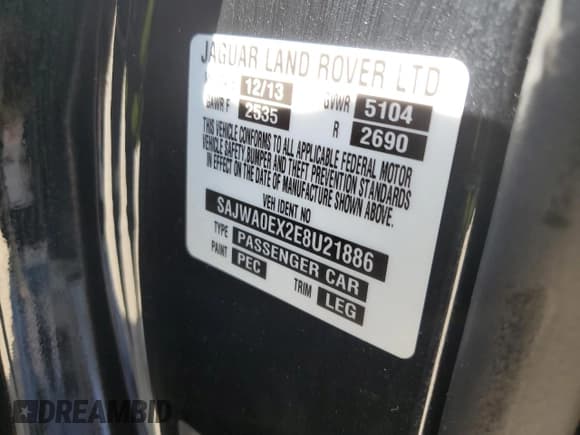 JAGUAR LAND ROVER LTD
12/13 GVWR 5104
GAWR F 2535 R 2690
THIS VEHICLE CONFORMS TO ALL APPLICABLE FEDERAL MOTOR
VEHICLE SAFETY, BUMPER AND THEFT PREVENTION STANDARDS
IN EFFECT ON THE DATE OF MANUFACTURE SHOWN ABOVE.
VEH IDENT NO
SAJWA0EX2E8U21886
TYPE PASSENGER CAR
PAINT PEC TRIM LEG
DREAMBID